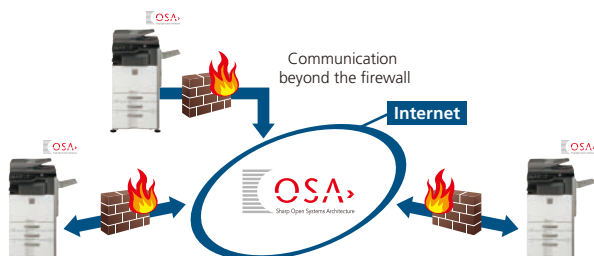 OSA
Communication
beyond the firewall
Internet
OSA
OSA
OSA
Sharp Open Systems Architecture